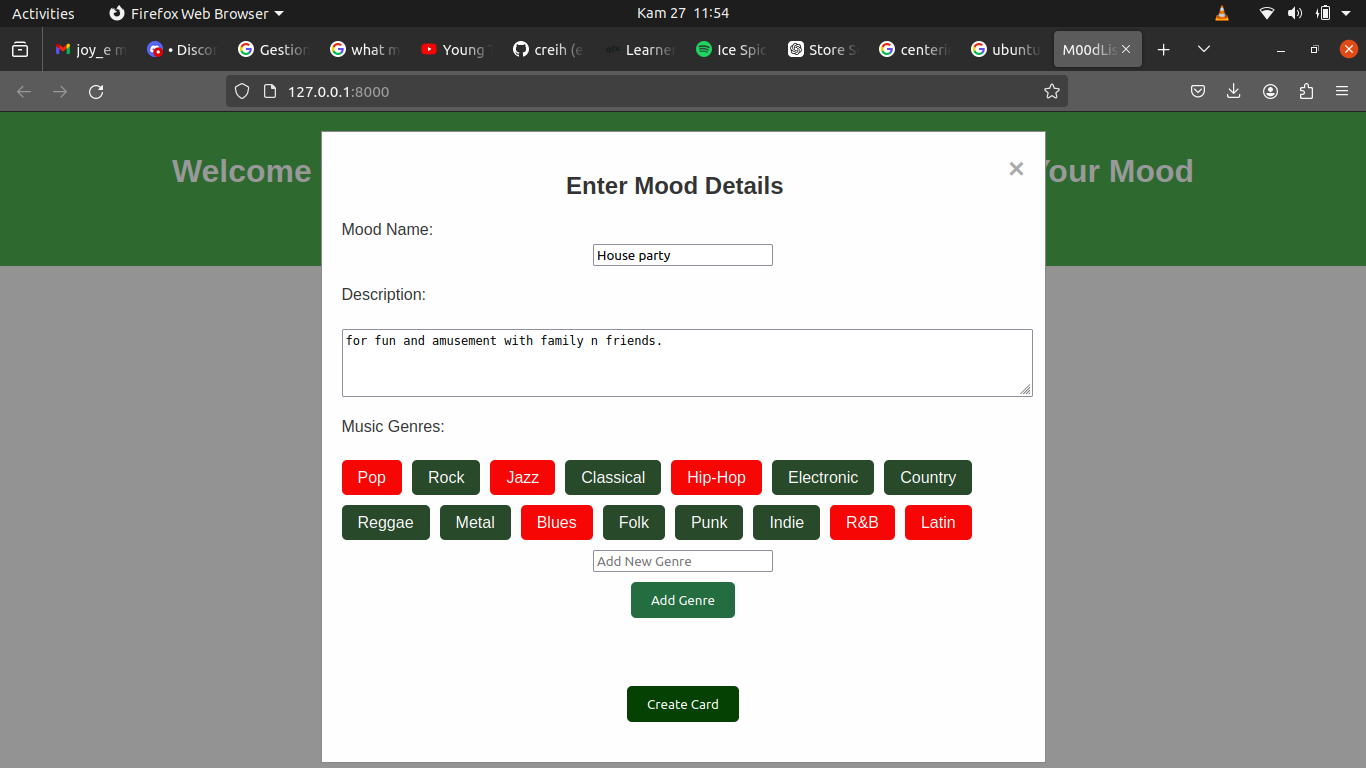 Activities Firefox Web Browser Kam 27 11:54
joy_e m • Discor Gestion what m Young creih (e Learner Ice Spic Store S centerin ubuntu M00dLis
127.0.0.1:8000
Welcome Your Mood
×
Enter Mood Details
Mood Name:
House party
Description:
for fun and amusement with family n friends.
Music Genres:
Pop Rock Jazz Classical Hip-Hop Electronic Country
Reggae Metal Blues Folk Punk Indie R&B Latin
Add New Genre
Add Genre
Create Card